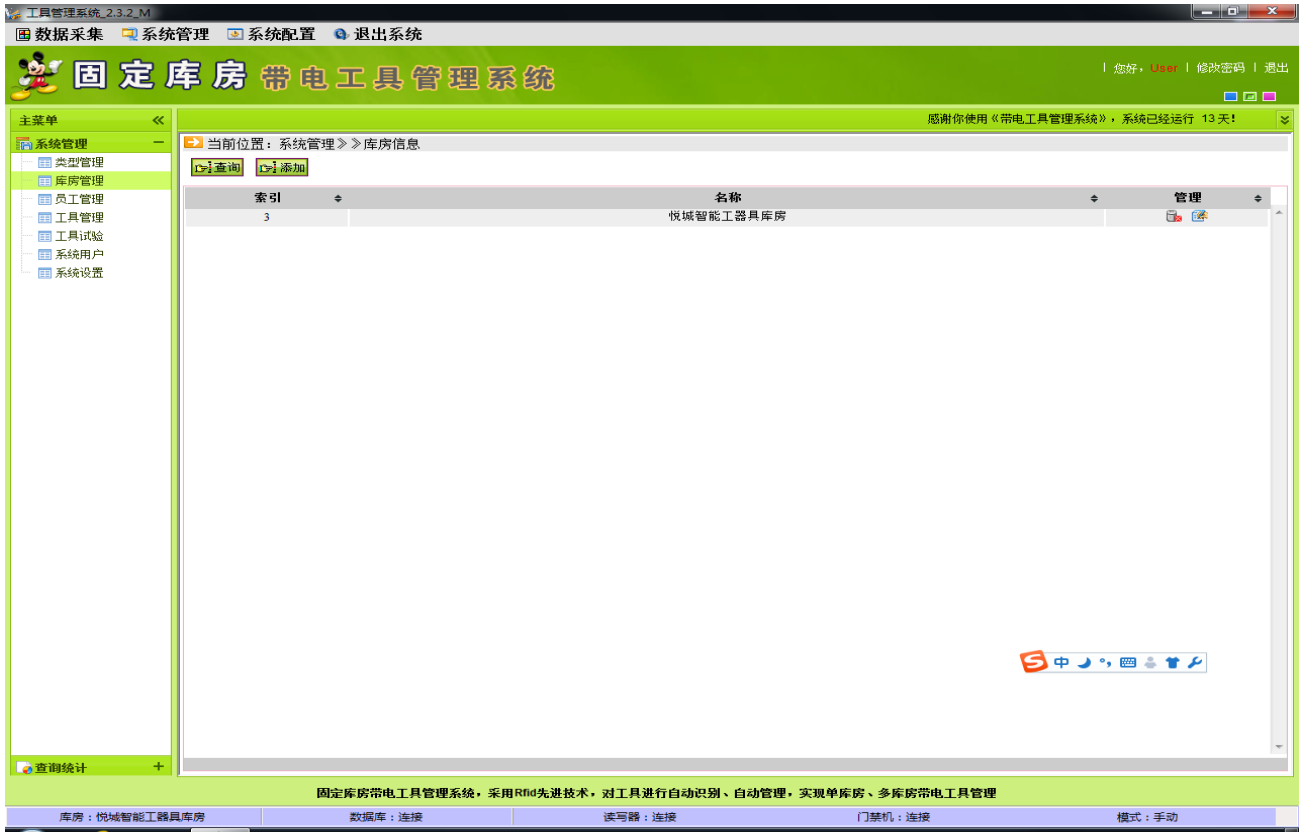 工具管理系统_2.3.2_M
数据采集 系统管理 系统配置 退出系统
固定库房带电工具管理系统
| 您好，User | 修改密码 | 退出
主菜单
感谢你使用《带电工具管理系统》，系统已经运行 13天!
系统管理
当前位置：系统管理》》库房信息
类型管理
库房管理
员工管理
工具管理
工具试验
系统用户
系统设置
查询 添加
索引 名称 管理
3 悦城智能工器具库房
中
查询统计
固定库房带电工具管理系统，采用Rfid先进技术，对工具进行自动识别、自动管理，实现单库房、多库房带电工具管理
库房：悦城智能工器具库房 数据库：连接 读写器：连接 门禁机：连接 模式：手动